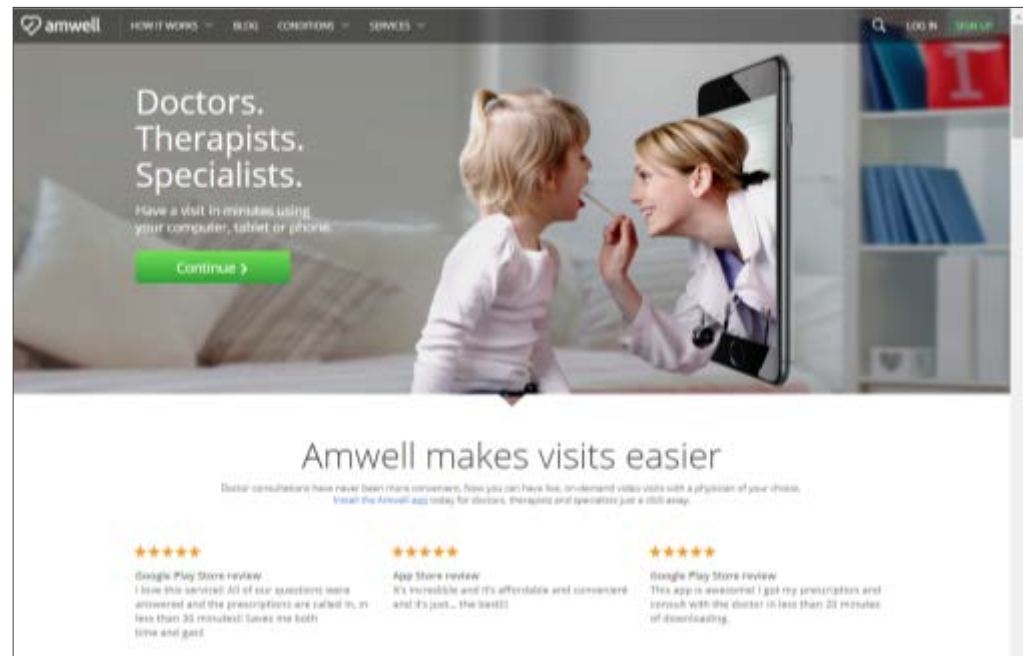 amwell HOW IT WORKS BLOG CONDITIONS SERVICES LOG IN SIGN UP
Doctors.
Therapists.
Specialists.
Have a visit in minutes using
your computer, tablet or phone.
Continue >
Amwell makes visits easier
Doctor consultations have never been more convenient. Now you can have live, on-demand video visits with a physician of your choice.
Install the Amwell app today for doctors, therapists and specialists just a click away.
★★★★★
Google Play Store review
I love this service!! All of our questions were
answered and the prescriptions are called in, in
less than 30 minutes!! Saves me both
time and gas!!
★★★★★
App Store review
It's incredible and it's affordable and convenient
and it's just... the best!!!
★★★★★
Google Play Store review
This app is awesome! I got my prescription and
consult with the doctor in less than 20 minutes
of downloading.